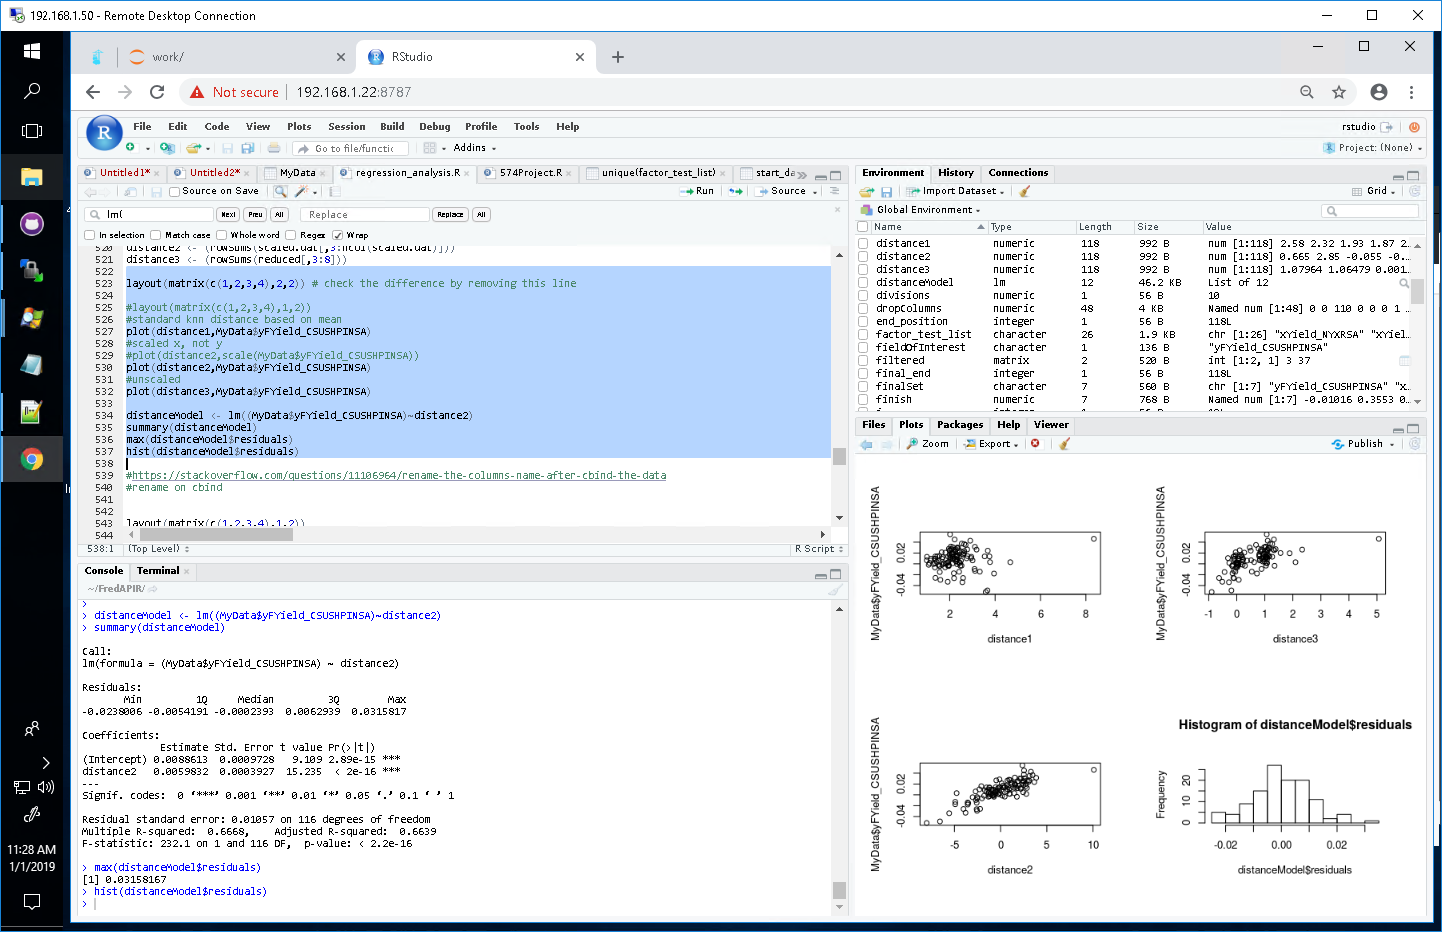 192.168.1.50 - Remote Desktop Connection
work/
RStudio
Not secure
192.168.1.22:8787
File Edit Code View Plots Session Build Debug Profile Tools Help
rstudio
Go to file/functic
Addins
Project: (None)
Untitled1*
Untitled2*
MyData
regression_analysis.R
574Project.R
unique(factor_test_list)
start_da
Source on Save
Run
Source
lm(
Next
Prev
All
Replace
Replace
All
In selection
Match case
Whole word
Regex
Wrap
520 distance2 <- (rowSums(scaled.dat[,3:ncol(scaled.dat)]))
521 distance3 <- (rowSums(reduced[,3:8]))
522
523 layout(matrix(c(1,2,3,4),2,2)) # check the difference by removing this line
524
525 #layout(matrix(c(1,2,3,4),1,2))
526 #standard knn distance based on mean
527 plot(distance1,MyData$yFYield_CSUSHPINSA)
528 #scaled x, not y
529 #plot(distance2,scale(MyData$yFYield_CSUSHPINSA))
530 plot(distance2,MyData$yFYield_CSUSHPINSA)
531 #unscaled
532 plot(distance3,MyData$yFYield_CSUSHPINSA)
533
534 distanceModel <- lm((MyData$yFYield_CSUSHPINSA)~distance2)
535 summary(distanceModel)
536 max(distanceModel$residuals)
537 hist(distanceModel$residuals)
538
539 #https://stackoverflow.com/questions/11106964/rename-the-columns-name-after-cbind-the-data
540 #rename on cbind
541
542
543 layout(matrix(c(1,2,3,4),1,2))
544
538:1
(Top Level)
R Script
Console
Terminal
~/FredAPIR/
>
> distanceModel <- lm((MyData$yFYield_CSUSHPINSA)~distance2)
> summary(distanceModel)
Call:
lm(formula = (MyData$yFYield_CSUSHPINSA) ~ distance2)
Residuals:
Min 1Q Median 3Q Max
-0.0238006 -0.0054191 -0.0002393 0.0062939 0.0315817
Coefficients:
Estimate Std. Error t value Pr(>|t|)
(Intercept) 0.0088613 0.0009728 9.109 2.89e-15 ***
distance2 0.0059832 0.0003927 15.235 < 2e-16 ***
---
Signif. codes: 0 ‘***’ 0.001 ‘**’ 0.01 ‘*’ 0.05 ‘.’ 0.1 ‘ ’ 1
Residual standard error: 0.01057 on 116 degrees of freedom
Multiple R-squared: 0.6668, Adjusted R-squared: 0.6639
F-statistic: 232.1 on 1 and 116 DF, p-value: < 2.2e-16
> max(distanceModel$residuals)
[1] 0.03158167
> hist(distanceModel$residuals)
>
Environment
History
Connections
Import Dataset
Grid
Global Environment
Name Type Length Size Value
distance1 numeric 118 992 B num [1:118] 2.58 2.32 1.93 1.87 2...
distance2 numeric 118 992 B num [1:118] 0.665 2.85 -0.055 -0...
distance3 numeric 118 992 B num [1:118] 1.07964 1.06479 0.001...
distanceModel lm 12 46.2 KB List of 12
divisions numeric 1 56 B 10
dropColumns numeric 48 4 KB Named num [1:48] 0 0 110 0 0 0 1 ...
end_position integer 1 56 B 118L
factor_test_list character 26 1.9 KB chr [1:26] "xYield_NYXRSA" "xYiel...
fieldOfInterest character 1 136 B "yFYield_CSUSHPINSA"
filtered matrix 2 520 B int [1:2, 1] 3 37
final_end integer 1 56 B 118L
finalSet character 7 560 B chr [1:7] "yFYield_CSUSHPINSA" "x...
finish numeric 7 768 B Named num [1:7] -0.01016 0.3553 0...
Files
Plots
Packages
Help
Viewer
Zoom
Export
Publish
MyData$yFYield_CSUSHPINSA
-0.04 0.02
2 4 6 8
distance1
MyData$yFYield_CSUSHPINSA
-0.04 0.02
-1 0 1 2 3 4 5
distance3
MyData$yFYield_CSUSHPINSA
-0.04 0.02
-5 0 5 10
distance2
Histogram of distanceModel$residuals
Frequency
0 10 20
-0.02 0.00 0.02
distanceModel$residuals
11:28 AM
1/1/2019